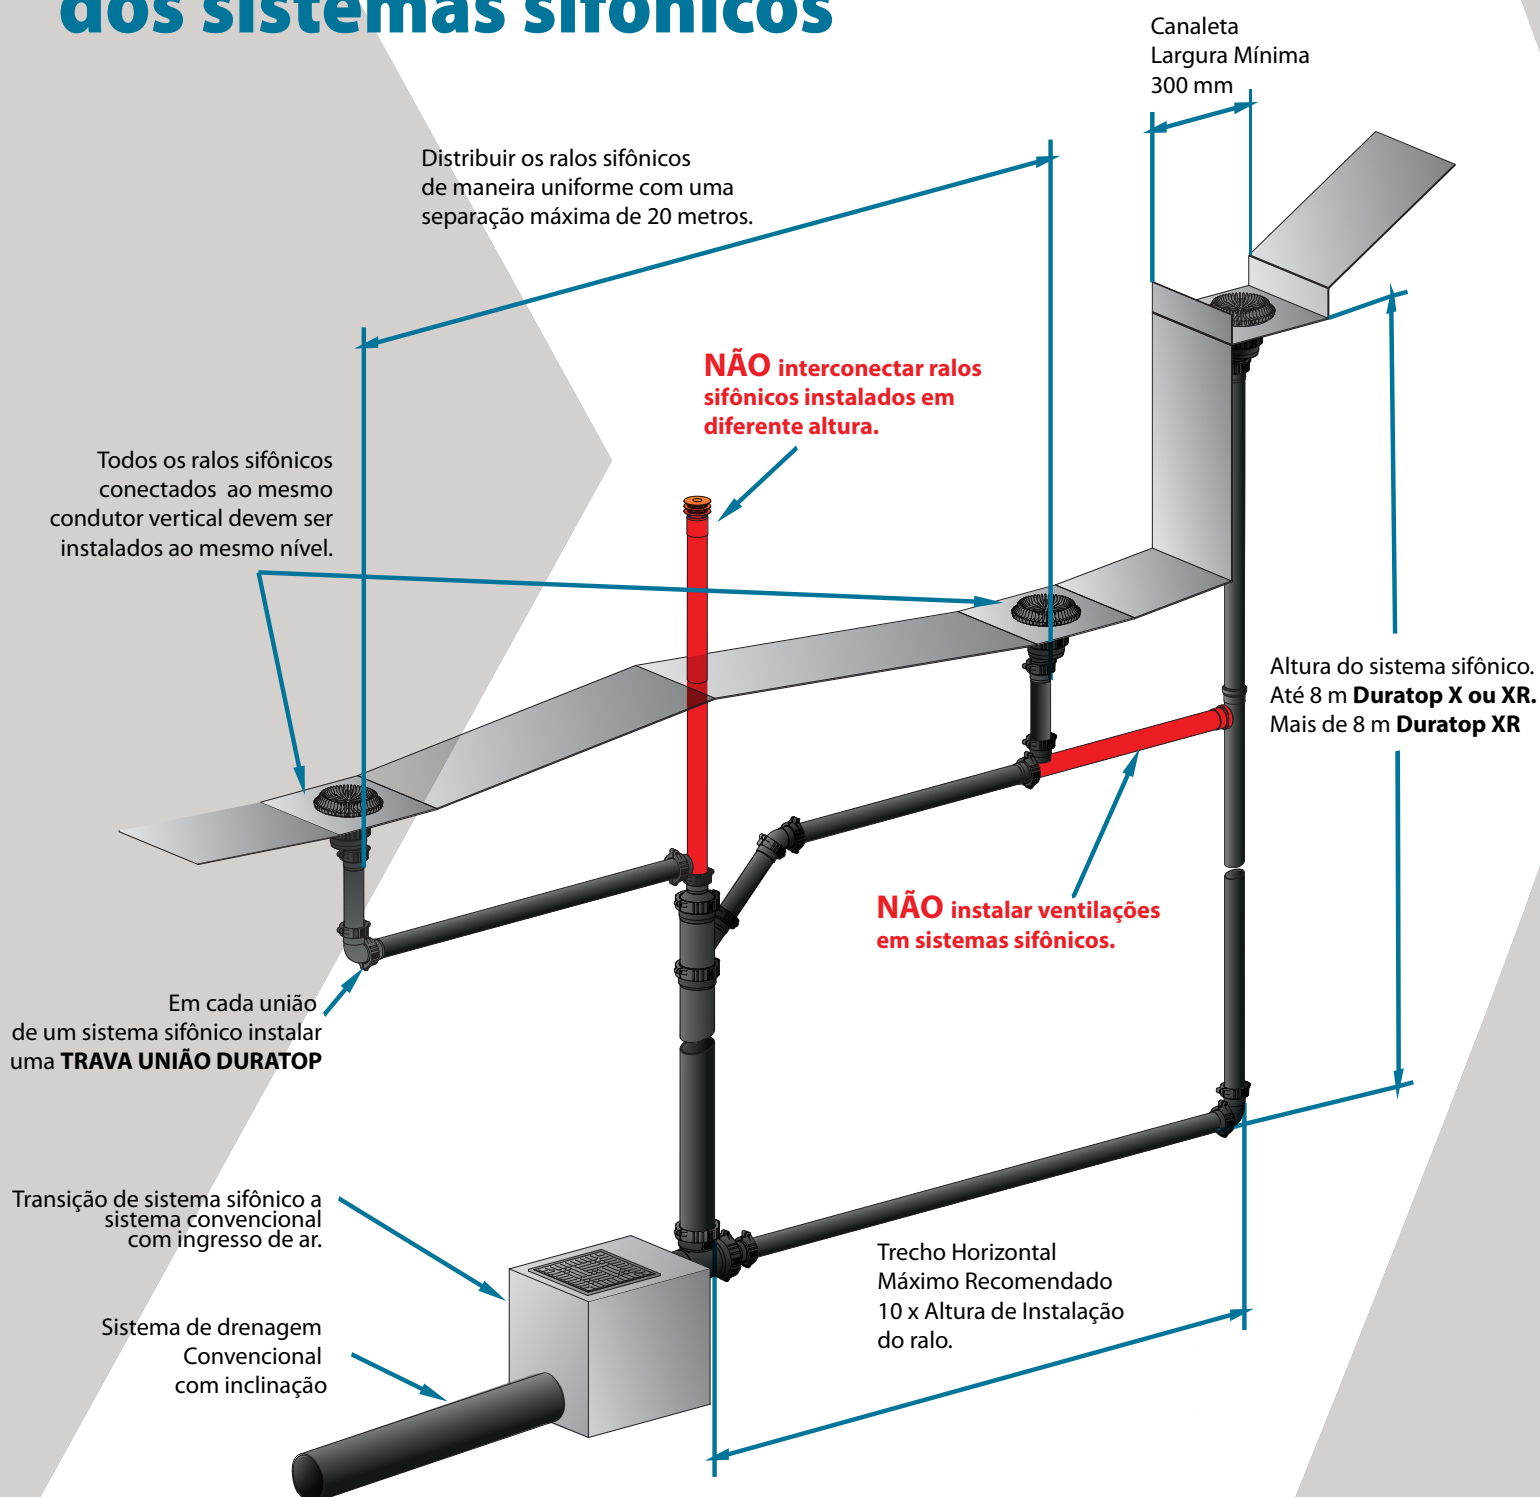 dos sistemas sifônicos
Canaleta
Largura Mínima
300 mm
Distribuir os ralos sifônicos
de maneira uniforme com uma
separação máxima de 20 metros.
NÃO interconectar ralos
sifônicos instalados em
diferente altura.
Todos os ralos sifônicos
conectados ao mesmo
condutor vertical devem ser
instalados ao mesmo nível.
Altura do sistema sifônico.
Até 8 m Duratop X ou XR.
Mais de 8 m Duratop XR
NÃO instalar ventilações
em sistemas sifônicos.
Em cada união
de um sistema sifônico instalar
uma TRAVA UNIÃO DURATOP
Transição de sistema sifônico a
sistema convencional
com ingresso de ar.
Trecho Horizontal
Máximo Recomendado
10 x Altura de Instalação
do ralo.
Sistema de drenagem
Convencional
com inclinação